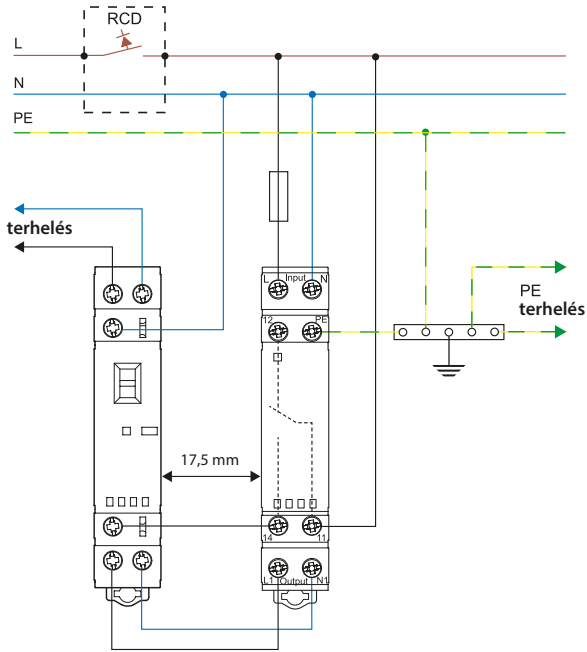 RCD
L
N
PE
terhelés
L Input N
12 PE
PE
terhelés
17,5 mm
14 11
L1 Output N1